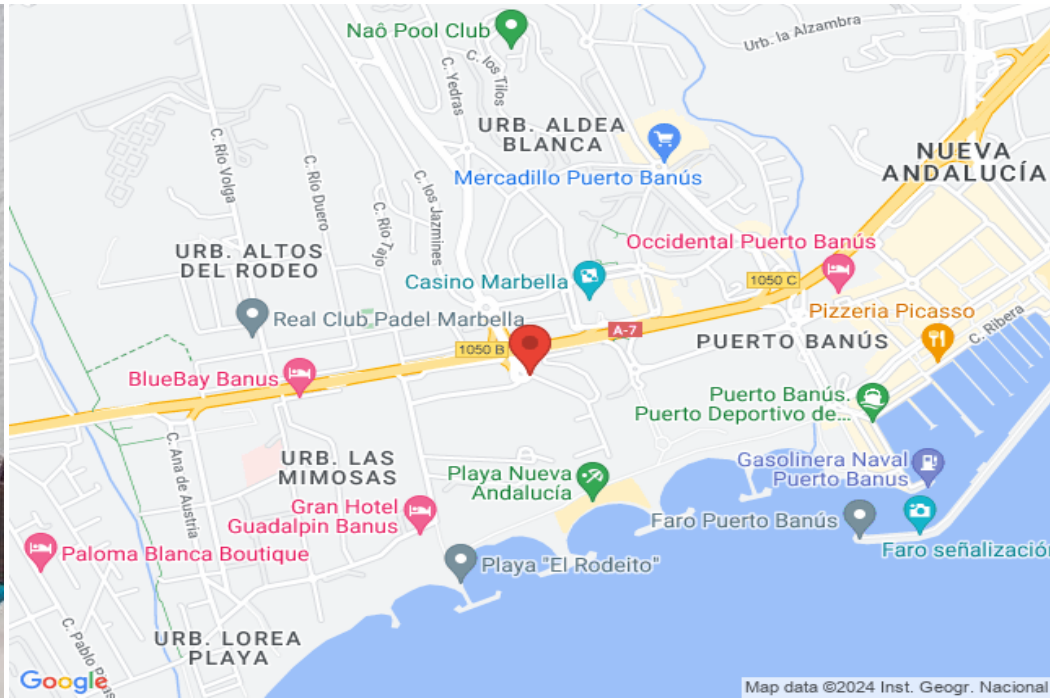 Naô Pool Club
Urb. la Alzambra
C. Yedras
C. los Tilos
URB. ALDEA
BLANCA
Mercadillo Puerto Banús
NUEVA
ANDALUCÍA
C. Río Volga
C. Río Duero
C. Río Tajo
C. los Jazmines
URB. ALTOS
DEL RODEO
Occidental Puerto Banús
Casino Marbella
1050 C
Real Club Padel Marbella
Pizzeria Picasso
C. Ribera
A-7
1050 B
PUERTO BANÚS
BlueBay Banus
Puerto Banús.
Puerto Deportivo de...
C. Ana de Austria
URB. LAS
MIMOSAS
Playa Nueva
Andalucía
Gasolinera Naval
Puerto Banus
Gran Hotel
Guadalpin Banus
Faro Puerto Banús
Faro señalización
Paloma Blanca Boutique
Playa "El Rodeito"
C. Pablo
URB. LOREA
PLAYA
Google
Map data ©2024 Inst. Geogr. Nacional